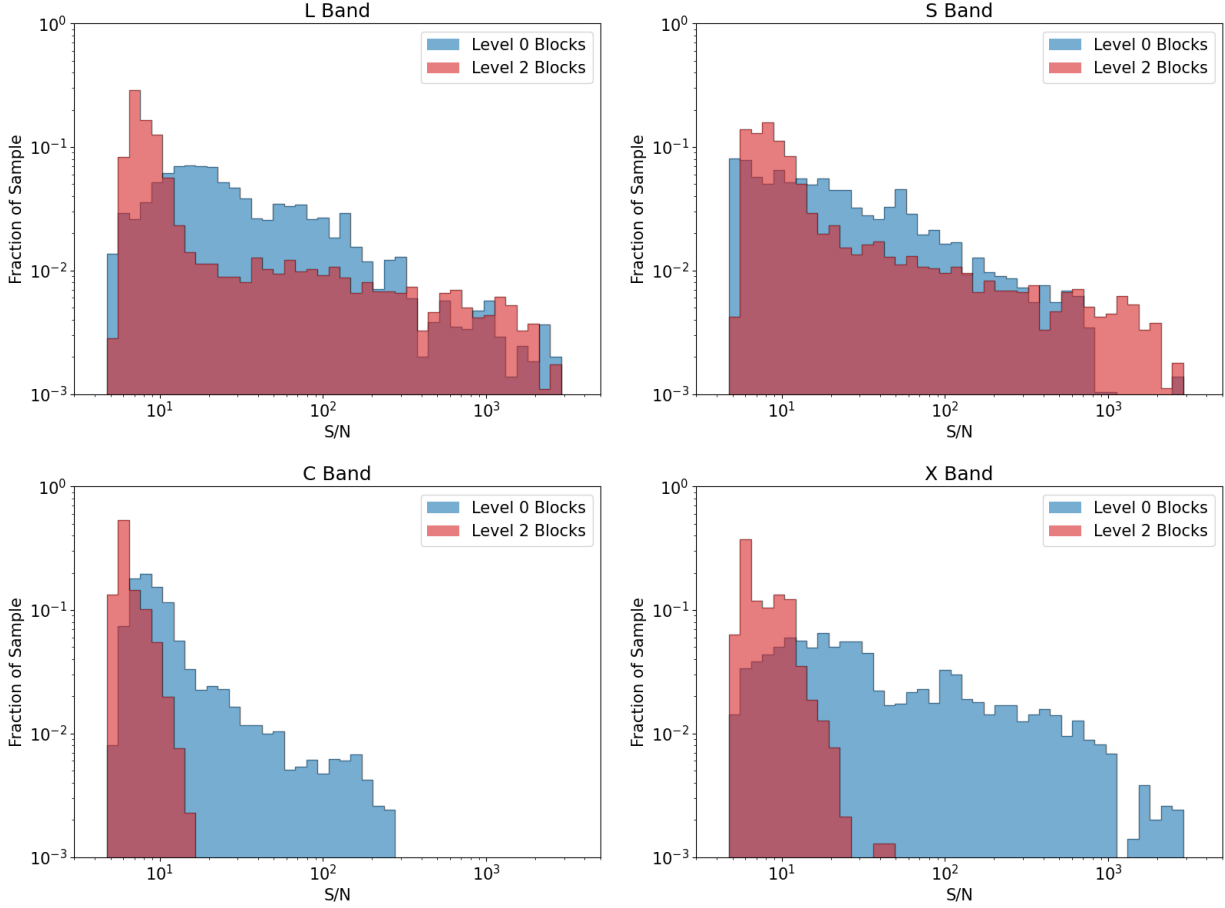 L Band
Level 0 Blocks
Level 2 Blocks
Fraction of Sample
10^0
10^-1
10^-2
10^-3
10^1
10^2
10^3
S/N
S Band
Level 0 Blocks
Level 2 Blocks
Fraction of Sample
10^0
10^-1
10^-2
10^-3
10^1
10^2
10^3
S/N
C Band
Level 0 Blocks
Level 2 Blocks
Fraction of Sample
10^0
10^-1
10^-2
10^-3
10^1
10^2
10^3
S/N
X Band
Level 0 Blocks
Level 2 Blocks
Fraction of Sample
10^0
10^-1
10^-2
10^-3
10^1
10^2
10^3
S/N